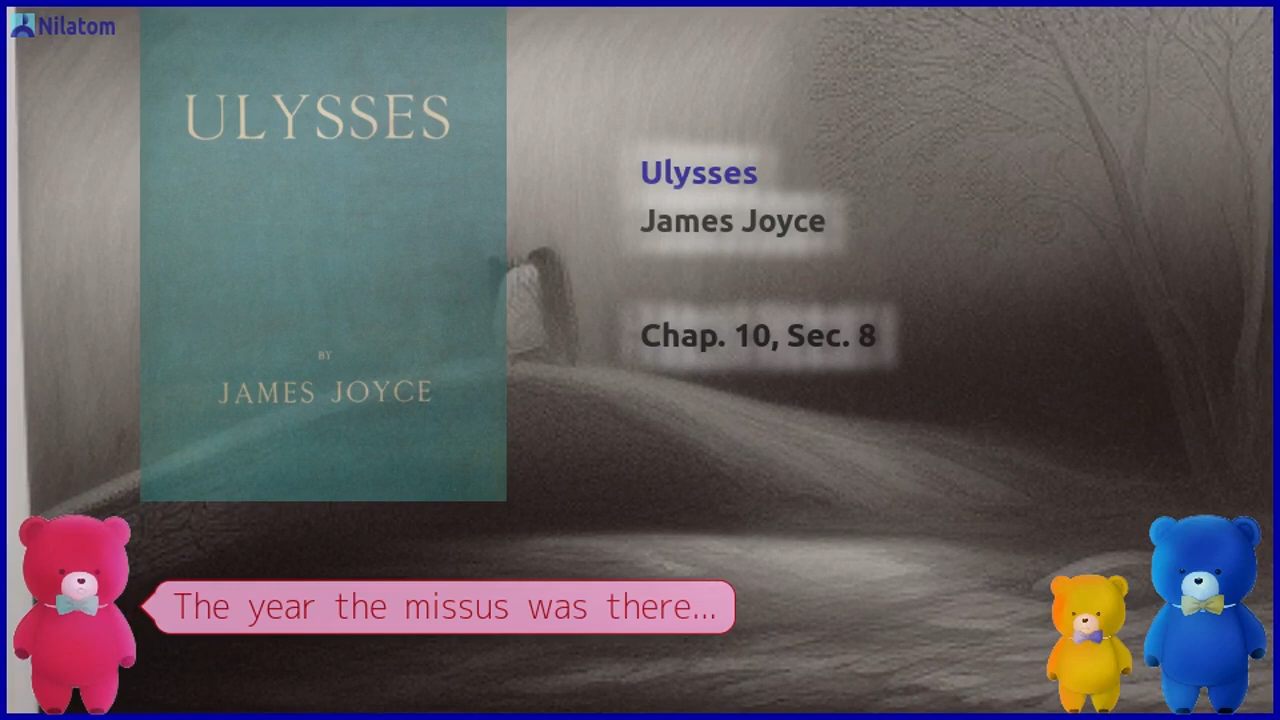 Nilatom
ULYSSES
BY
JAMES JOYCE
Ulysses
James Joyce
Chap. 10, Sec. 8
The year the missus was there...